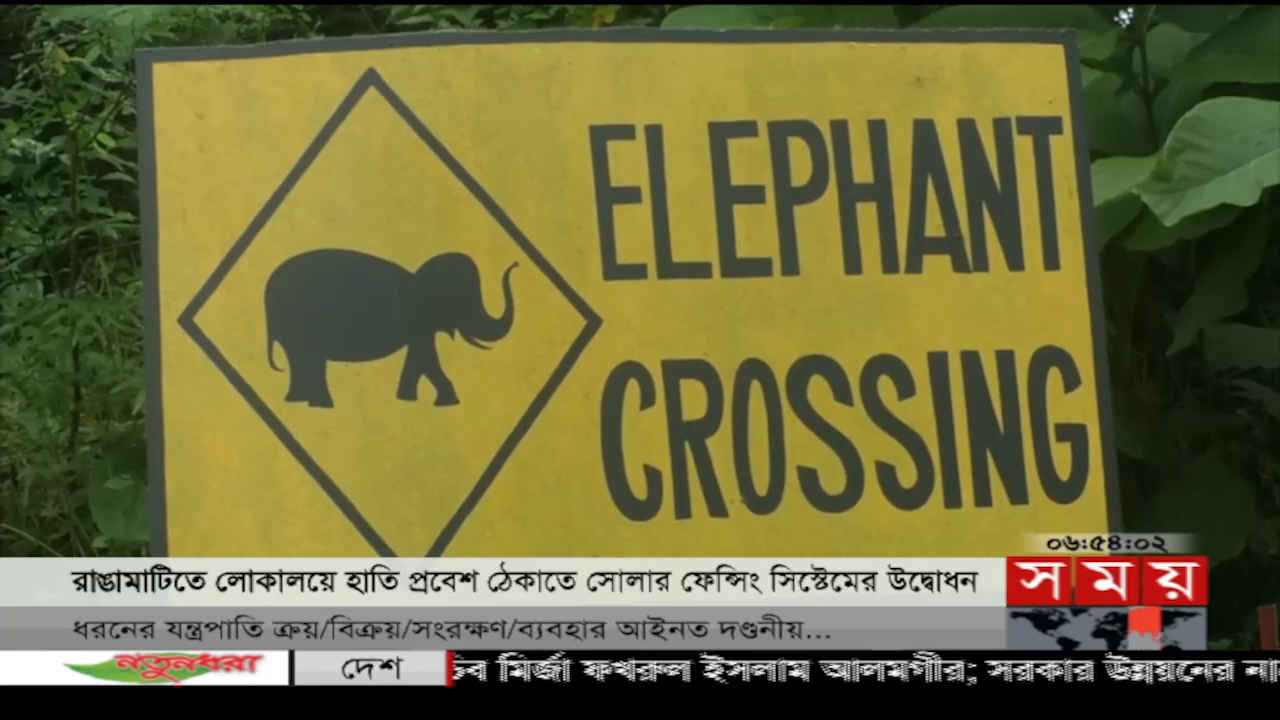 ELEPHANT
CROSSING
০৬:৫৪:০২
রাঙামাটিতে লোকালয়ে হাতি প্রবেশ ঠেকাতে সোলার ফেন্সিং সিস্টেমের উদ্বোধন
সময়
ধরনের যন্ত্রপাতি ক্রয়/বিক্রয়/সংরক্ষণ/ব্যবহার আইনত দণ্ডনীয়...
নতুনধরা
দেশ
মির্জা ফখরুল ইসলাম আলমগীর; সরকার উন্নয়নের